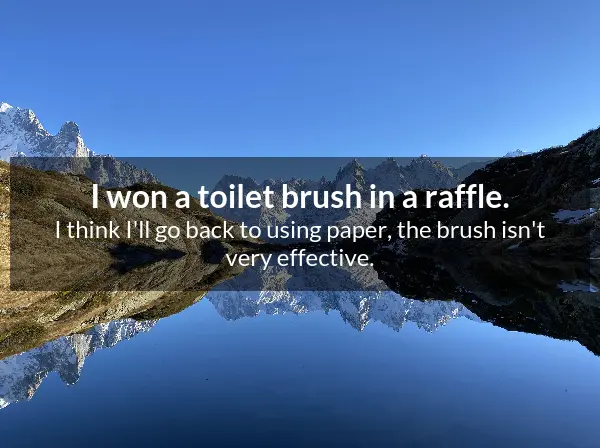 I won a toilet brush in a raffle.
I think I'll go back to using paper, the brush isn't
very effective.